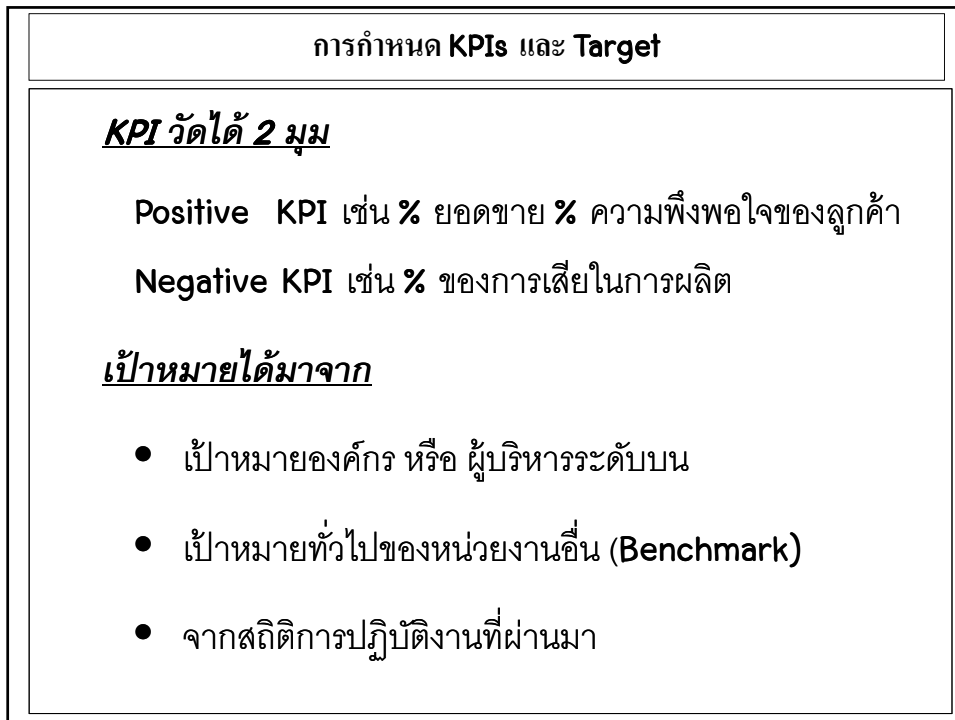 การกำหนด KPIs และ Target
KPI วัดได้ 2 มุม
Positive KPI เช่น % ยอดขาย % ความพึงพอใจของลูกค้า
Negative KPI เช่น % ของการเสียในการผลิต
เป้าหมายได้มาจาก
• เป้าหมายองค์กร หรือ ผู้บริหารระดับบน
• เป้าหมายทั่วไปของหน่วยงานอื่น (Benchmark)
• จากสถิติการปฏิบัติงานที่ผ่านมา